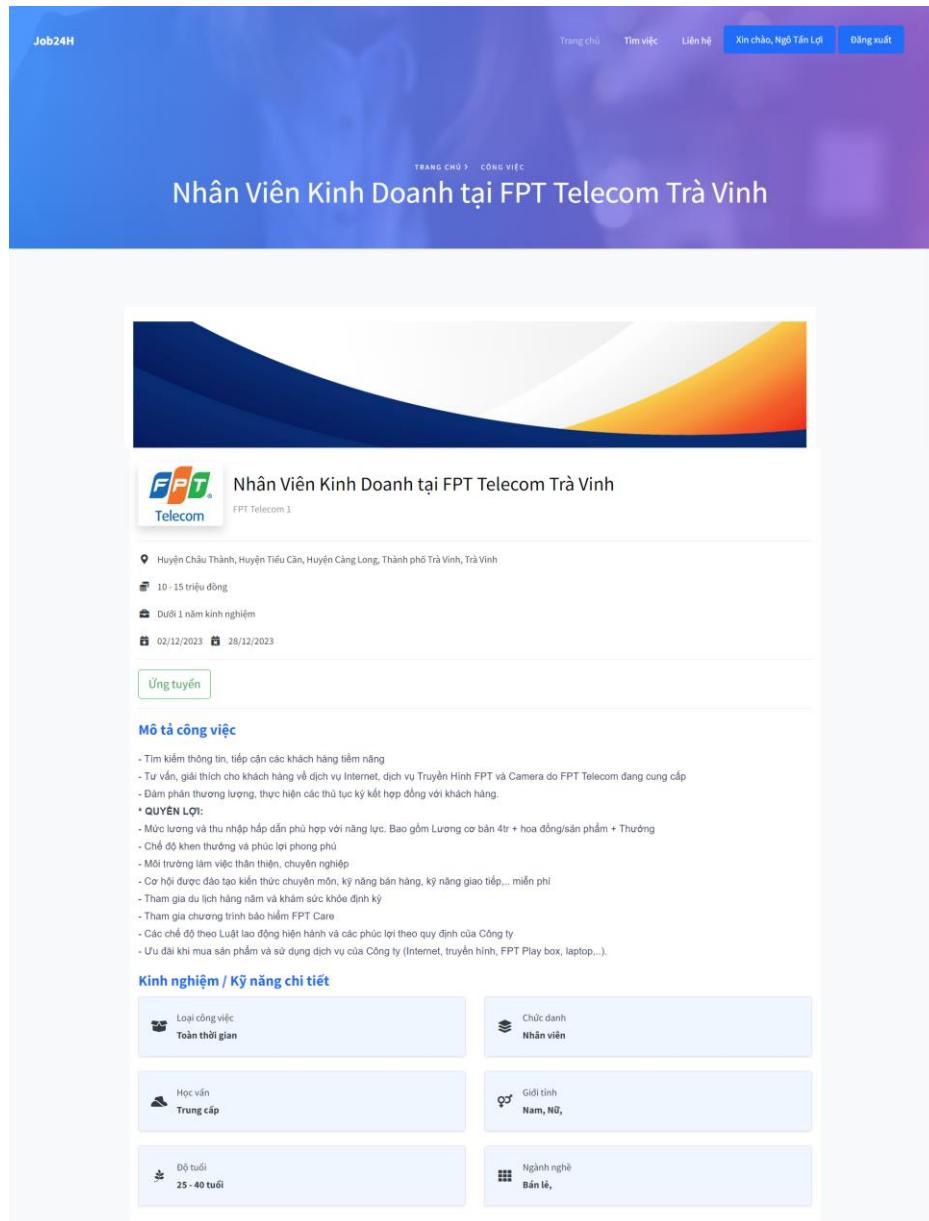 Job24H
Trang chủ Tìm việc Liên hệ Xin chào, Ngô Tấn Lợi Đăng xuất
TRANG CHỦ > CÔNG VIỆC
Nhân Viên Kinh Doanh tại FPT Telecom Trà Vinh
FPT Telecom
Nhân Viên Kinh Doanh tại FPT Telecom Trà Vinh
FPT Telecom 1
Huyện Châu Thành, Huyện Tiểu Cần, Huyện Càng Long, Thành phố Trà Vinh, Trà Vinh
10 - 15 triệu đồng
Dưới 1 năm kinh nghiệm
02/12/2023 28/12/2023
Ứng tuyển
Mô tả công việc
- Tìm kiếm thông tin, tiếp cận các khách hàng tiềm năng
- Tư vấn, giải thích cho khách hàng về dịch vụ Internet, dịch vụ Truyền Hình FPT và Camera do FPT Telecom đang cung cấp
- Đàm phán thương lượng, thực hiện các thủ tục ký kết hợp đồng với khách hàng.
* QUYỀN LỢI:
- Mức lương và thu nhập hấp dẫn phù hợp với năng lực. Bao gồm Lương cơ bản 4tr + hoa đồng/sản phẩm + Thưởng
- Chế độ khen thưởng và phúc lợi phong phú
- Môi trường làm việc thân thiện, chuyên nghiệp
- Cơ hội được đào tạo kiến thức chuyên môn, kỹ năng bán hàng, kỹ năng giao tiếp,.. miễn phí
- Tham gia du lịch hàng năm và khám sức khỏe định kỳ
- Tham gia chương trình bảo hiểm FPT Care
- Các chế độ theo Luật lao động hiện hành và các phúc lợi theo quy định của Công ty
- Ưu đãi khi mua sản phẩm và sử dụng dịch vụ của Công ty (Internet, truyền hình, FPT Play box, laptop,..).
Kinh nghiệm / Kỹ năng chi tiết
Loại công việc
Toàn thời gian
Chức danh
Nhân viên
Học vấn
Trung cấp
Giới tính
Nam, Nữ,
Độ tuổi
25 - 40 tuổi
Ngành nghề
Bán lẻ,